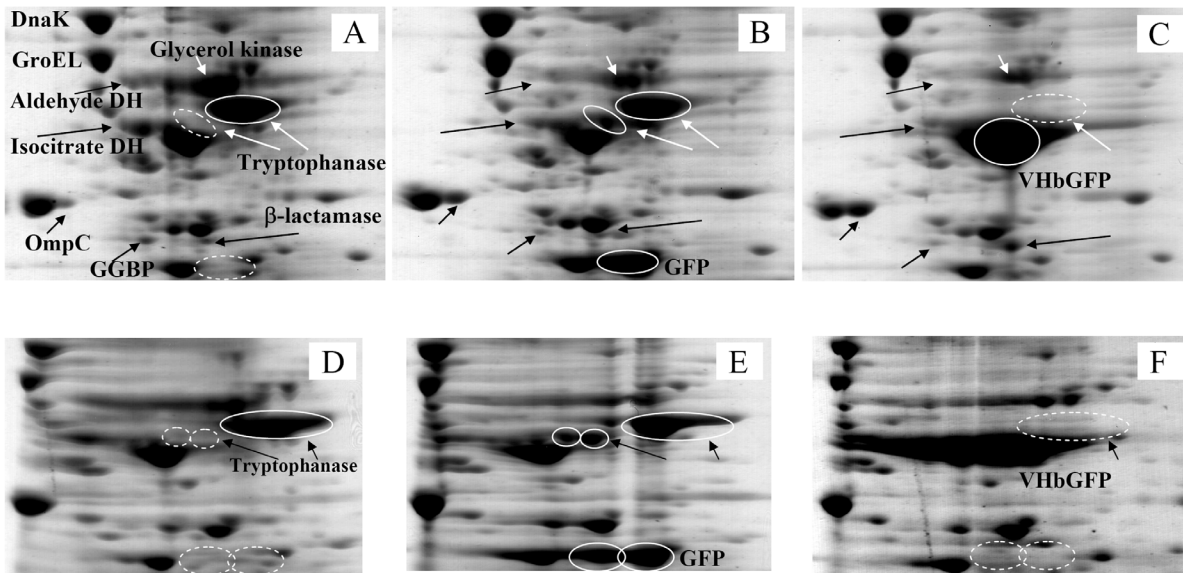 DnaK
A
GroEL
Glycerol kinase
Aldehyde DH
Isocitrate DH
Tryptophanase
OmpC
β-lactamase
GGBP
B
GFP
C
VHbGFP
D
Tryptophanase
E
GFP
F
VHbGFP